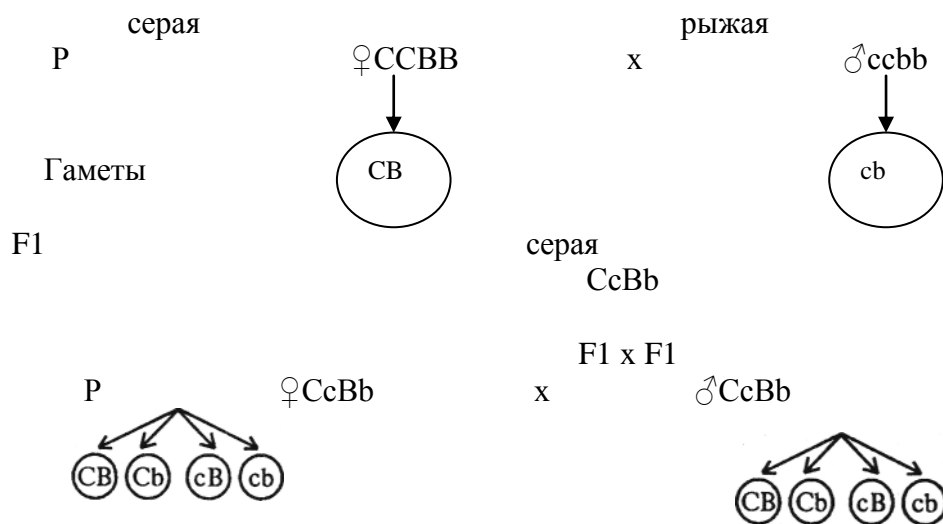 серая рыжая
P ♀CCBB x ♂ccbb
Гаметы CB cb
F1 серая
CcBb
F1 x F1
P ♀CcBb x ♂CcBb
CB Cb cB cb
CB Cb cB cb